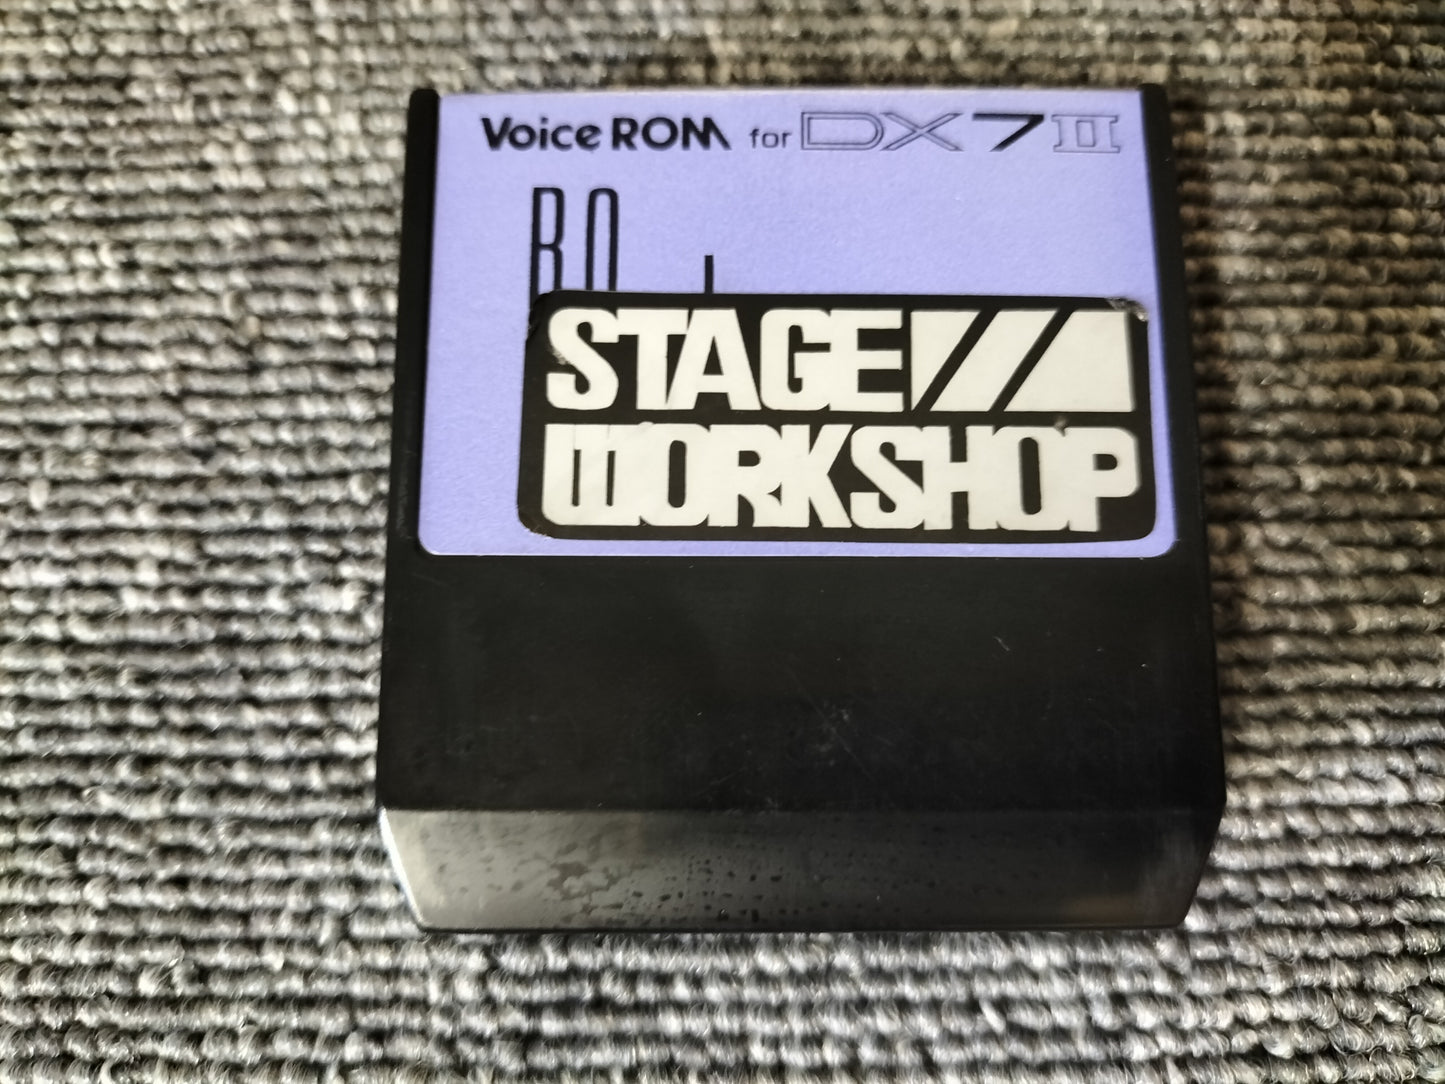 Voice ROM for DX7II
STAGE
WORKSHOP